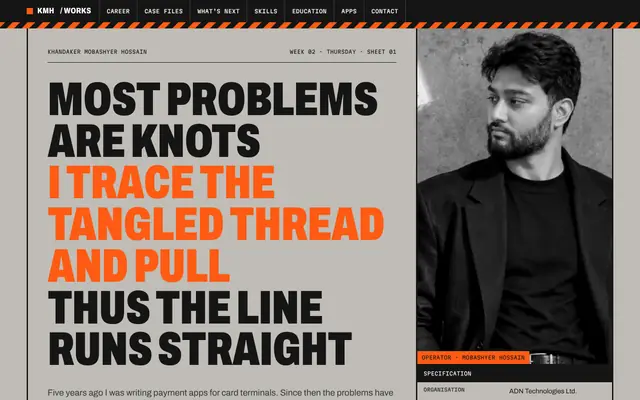 KMH /WORKS
CAREER
CASE FILES
WHAT'S NEXT
SKILLS
EDUCATION
APPS
CONTACT
KHANDAKER MOBASHYER HOSSAIN
WEEK 02 · THURSDAY · SHEET 01
MOST PROBLEMS
ARE KNOTS
I TRACE THE
TANGLED THREAD
AND PULL
THUS THE LINE
RUNS STRAIGHT
Five years ago I was writing payment apps for card terminals. Since then the problems have
OPERATOR · MOBASHYER HOSSAIN
SPECIFICATION
ORGANISATION
ADN Technologies Ltd.